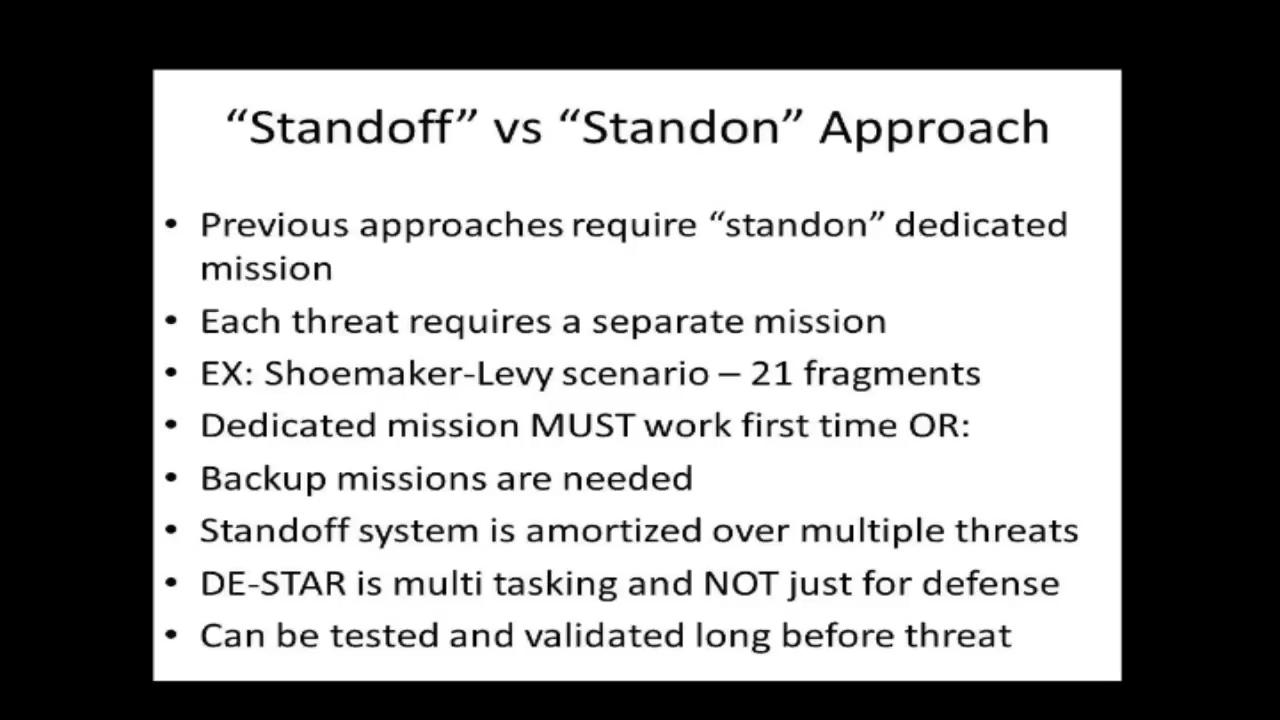 “Standoff” vs “Standon” Approach
• Previous approaches require “standon” dedicated
mission
• Each threat requires a separate mission
• EX: Shoemaker-Levy scenario – 21 fragments
• Dedicated mission MUST work first time OR:
• Backup missions are needed
• Standoff system is amortized over multiple threats
• DE-STAR is multi tasking and NOT just for defense
• Can be tested and validated long before threat